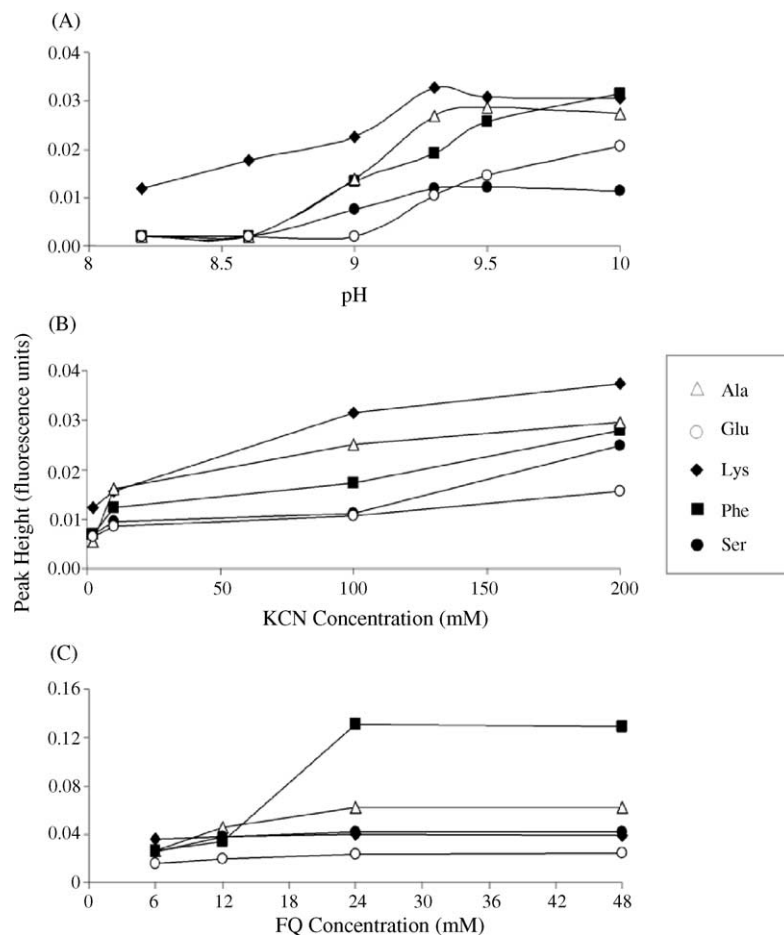 (A)
0.04
0.03
0.02
0.01
0.00
8 8.5 9 9.5 10
pH
(B)
Peak Height (fluorescence units)
0.04
0.03
0.02
0.01
0.00
0 50 100 150 200
KCN Concentration (mM)
Ala
Glu
Lys
Phe
Ser
(C)
0.16
0.12
0.08
0.04
0
0 6 12 18 24 30 36 42 48
FQ Concentration (mM)